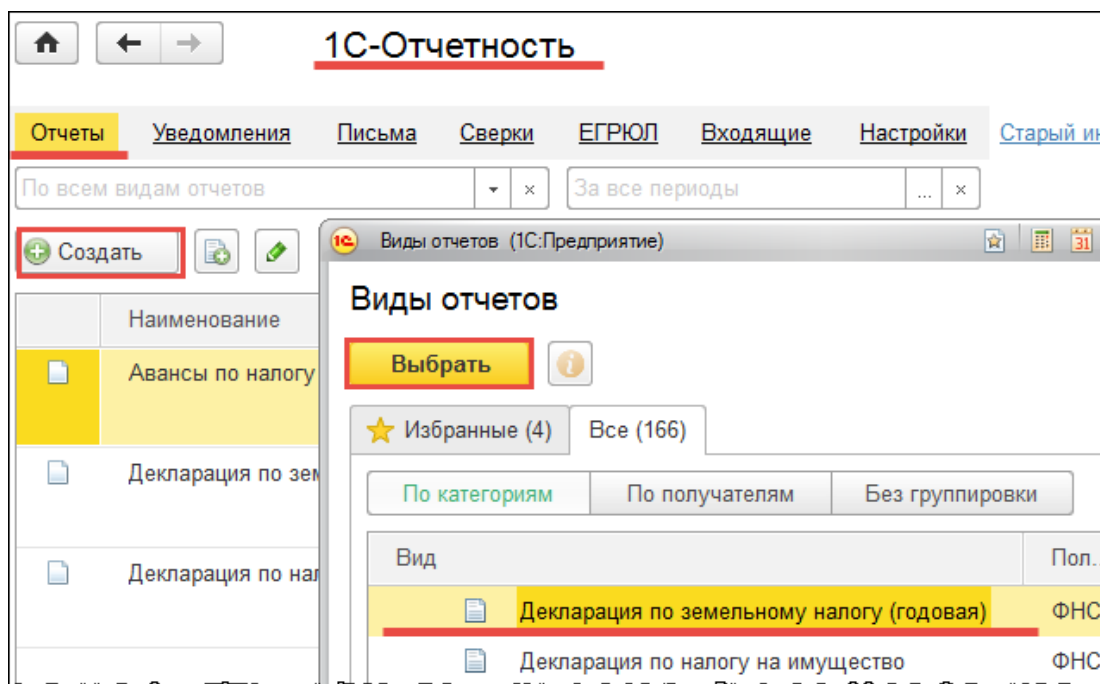 1С-Отчетность
Отчеты Уведомления Письма Сверки ЕГРЮЛ Входящие Настройки Старый ин
По всем видам отчетов За все периоды ...
Создать
1С Виды отчетов (1С:Предприятие) 31
Виды отчетов
Наименование
Выбрать
Авансы по налогу
Избранные (4) Все (166)
Декларация по зем
По категориям По получателям Без группировки
Вид Пол..
Декларация по нал
Декларация по земельному налогу (годовая) ФНС
Декларация по налогу на имущество ФНС